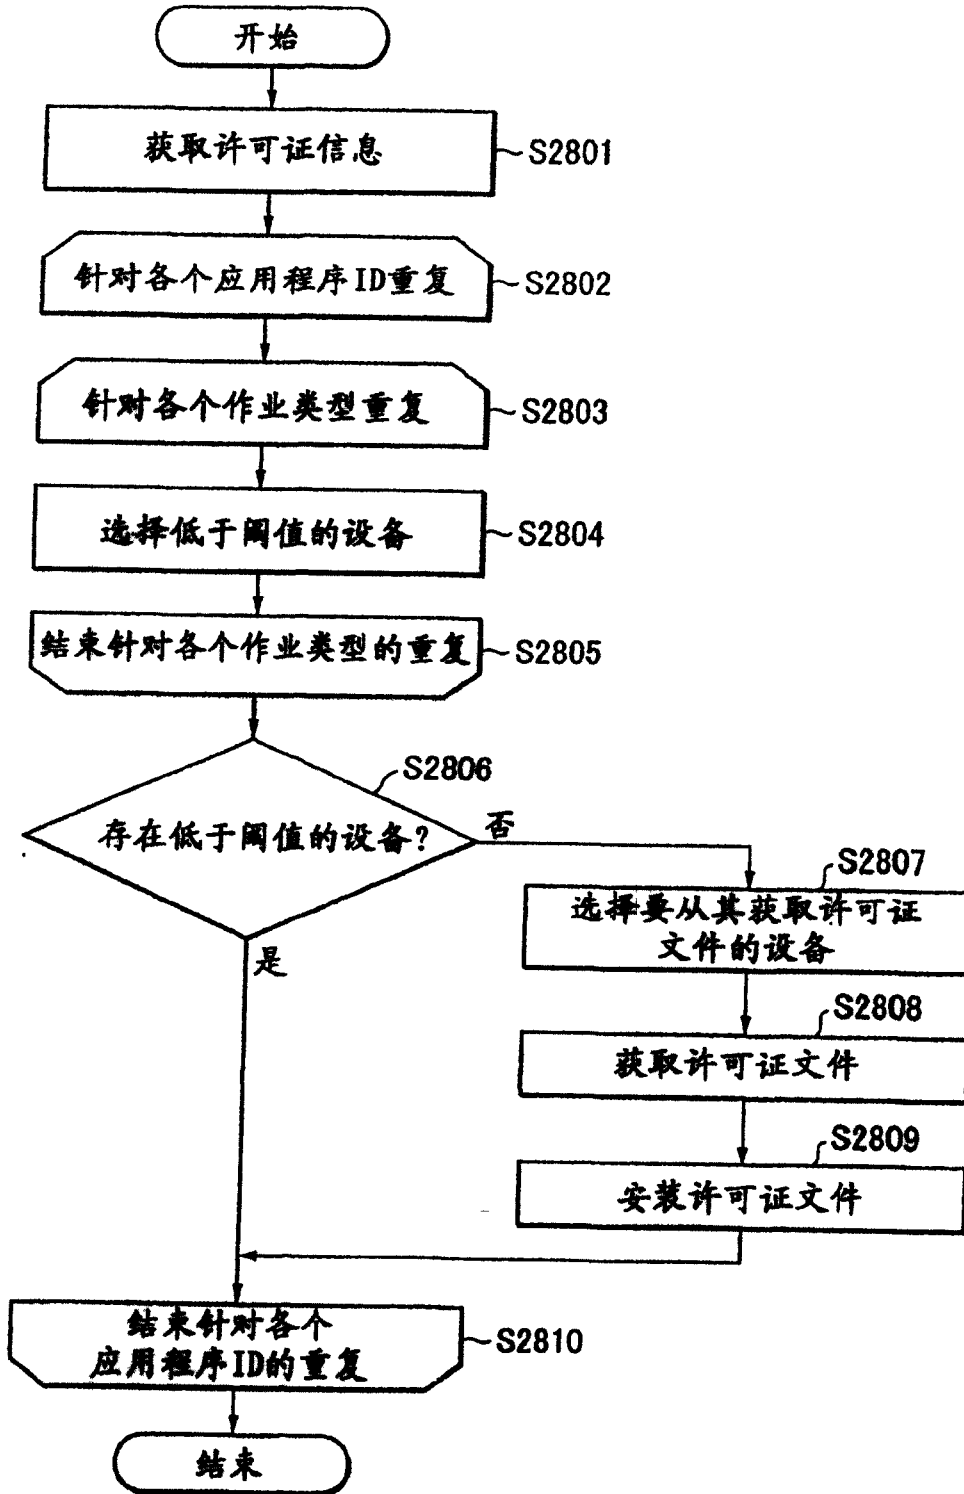 开始
获取许可证信息
S2801
针对各个应用程序ID重复
S2802
针对各个作业类型重复
S2803
选择低于阈值的设备
S2804
结束针对各个作业类型的重复
S2805
S2806
存在低于阈值的设备?
否
是
S2807
选择要从其获取许可证
文件的设备
S2808
获取许可证文件
S2809
安装许可证文件
结束针对各个
应用程序ID的重复
S2810
结束